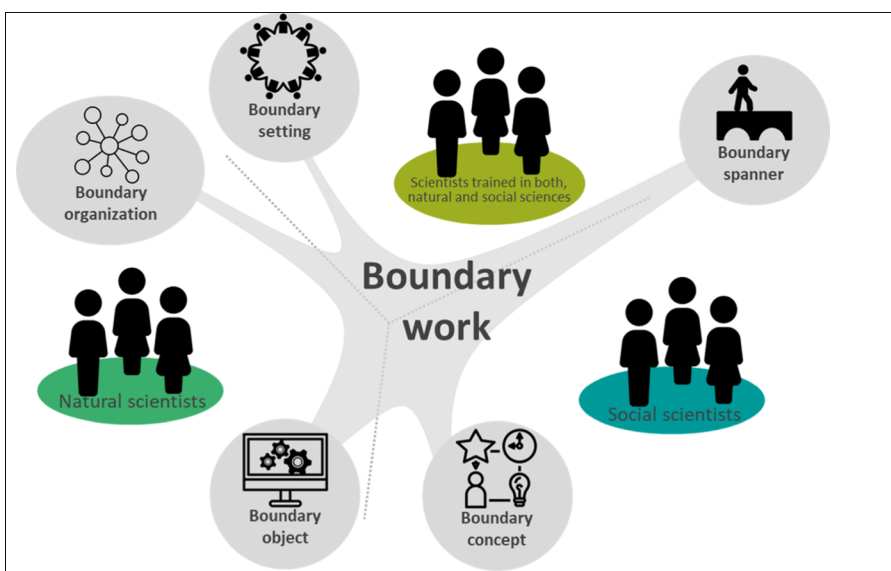 Boundary
setting
Boundary
organization
Scientists trained in both,
natural and social sciences
Boundary
spanner
Boundary
work
Natural scientists
Social scientists
Boundary
object
Boundary
concept